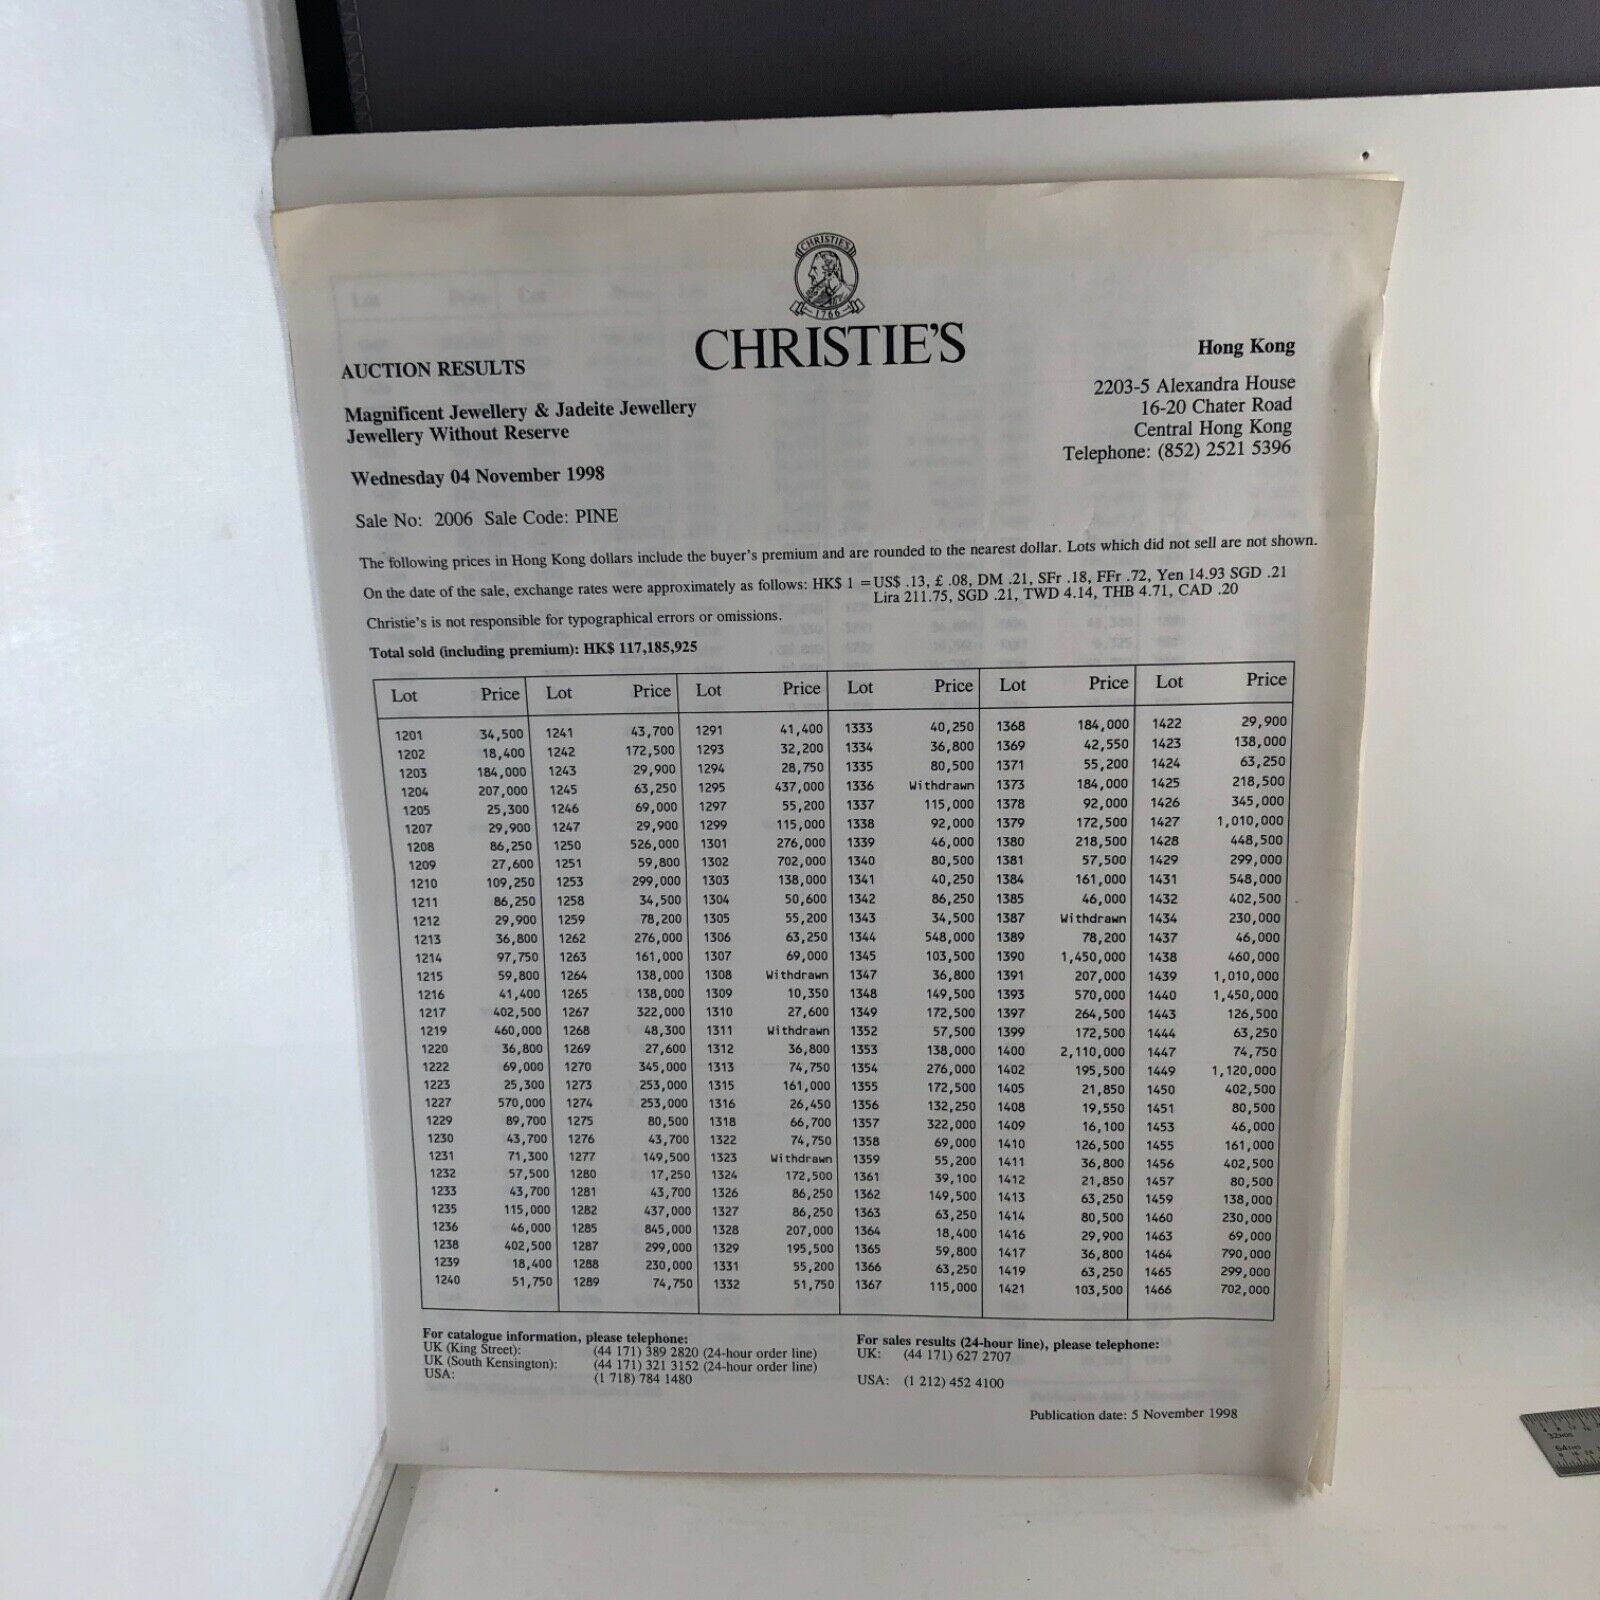 CHRISTIE'S
1766
CHRISTIE'S
AUCTION RESULTS
Magnificent Jewellery & Jadeite Jewellery
Jewellery Without Reserve
Wednesday 04 November 1998
Sale No: 2006 Sale Code: PINE
Hong Kong
2203-5 Alexandra House
16-20 Chater Road
Central Hong Kong
Telephone: (852) 2521 5396
The following prices in Hong Kong dollars include the buyer's premium and are rounded to the nearest dollar. Lots which did not sell are not shown.
On the date of the sale, exchange rates were approximately as follows: HK$ 1 = US$ .13, £ .08, DM .21, SFr .18, FFr .72, Yen 14.93 SGD .21
Lira 211.75, SGD .21, TWD 4.14, THB 4.71, CAD .20
Christie's is not responsible for typographical errors or omissions.
Total sold (including premium): HK$ 117,185,925
Lot Price Lot Price Lot Price Lot Price Lot Price Lot Price
1201 34,500 1241 43,700 1291 41,400 1333 40,250 1368 184,000 1422 29,900
1202 18,400 1242 172,500 1293 32,200 1334 36,800 1369 42,550 1423 138,000
1203 184,000 1243 29,900 1294 28,750 1335 80,500 1371 55,200 1424 63,250
1204 207,000 1245 63,250 1295 437,000 1336 Withdrawn 1373 184,000 1425 218,500
1205 25,300 1246 69,000 1297 55,200 1337 115,000 1378 92,000 1426 345,000
1207 29,900 1247 29,900 1299 115,000 1338 92,000 1379 172,500 1427 1,010,000
1208 86,250 1250 526,000 1301 276,000 1339 46,000 1380 218,500 1428 448,500
1209 27,600 1251 59,800 1302 702,000 1340 80,500 1381 57,500 1429 299,000
1210 109,250 1253 299,000 1303 138,000 1341 40,250 1384 161,000 1431 548,000
1211 86,250 1258 34,500 1304 50,600 1342 86,250 1385 46,000 1432 402,500
1212 29,900 1259 78,200 1305 55,200 1343 34,500 1387 Withdrawn 1434 230,000
1213 36,800 1262 276,000 1306 63,250 1344 548,000 1389 78,200 1437 46,000
1214 97,750 1263 161,000 1307 69,000 1345 103,500 1390 1,450,000 1438 460,000
1215 59,800 1264 138,000 1308 Withdrawn 1347 36,800 1391 207,000 1439 1,010,000
1216 41,400 1265 138,000 1309 10,350 1348 149,500 1393 570,000 1440 1,450,000
1217 402,500 1267 322,000 1310 27,600 1349 172,500 1397 264,500 1443 126,500
1219 460,000 1268 48,300 1311 Withdrawn 1352 57,500 1399 172,500 1444 63,250
1220 36,800 1269 27,600 1312 36,800 1353 138,000 1400 2,110,000 1447 74,750
1222 69,000 1270 345,000 1313 74,750 1354 276,000 1402 195,500 1449 1,120,000
1223 25,300 1273 253,000 1315 161,000 1355 172,500 1405 21,850 1450 402,500
1227 570,000 1274 253,000 1316 26,450 1356 132,250 1408 19,550 1451 80,500
1229 89,700 1275 80,500 1318 66,700 1357 322,000 1409 16,100 1453 46,000
1230 43,700 1276 43,700 1322 74,750 1358 69,000 1410 126,500 1455 161,000
1231 71,300 1277 149,500 1323 Withdrawn 1359 55,200 1411 36,800 1456 402,500
1232 57,500 1280 17,250 1324 172,500 1361 39,100 1412 21,850 1457 80,500
1233 43,700 1281 43,700 1326 86,250 1362 149,500 1413 63,250 1459 138,000
1235 115,000 1282 437,000 1327 86,250 1363 63,250 1414 80,500 1460 230,000
1236 46,000 1285 845,000 1328 207,000 1364 18,400 1416 29,900 1463 69,000
1238 402,500 1287 299,000 1329 195,500 1365 59,800 1417 36,800 1464 790,000
1239 18,400 1288 230,000 1331 55,200 1366 63,250 1419 63,250 1465 299,000
1240 51,750 1289 74,750 1332 51,750 1367 115,000 1421 103,500 1466 702,000
For catalogue information, please telephone:
UK (King Street): (44 171) 389 2820 (24-hour order line)
UK (South Kensington): (44 171) 321 3152 (24-hour order line)
USA: (1 718) 784 1480
For sales results (24-hour line), please telephone:
UK: (44 171) 627 2707
USA: (1 212) 452 4100
Publication date: 5 November 1998
32NDS
64THS